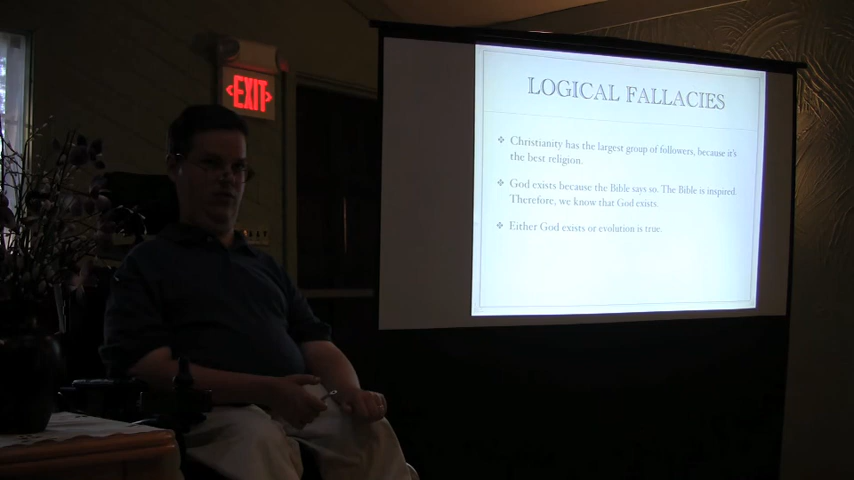 EXIT
LOGICAL FALLACIES
❖ Christianity has the largest group of followers, because it's
the best religion.
❖ God exists because the Bible says so. The Bible is inspired.
Therefore, we know that God exists.
❖ Either God exists or evolution is true.